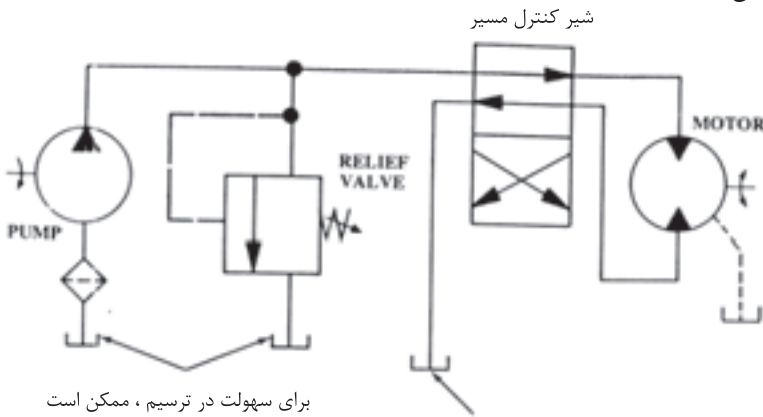 شیر کنترل مسیر
MOTOR
RELIEF
VALVE
PUMP
برای سهولت در ترسیم ، ممکن است